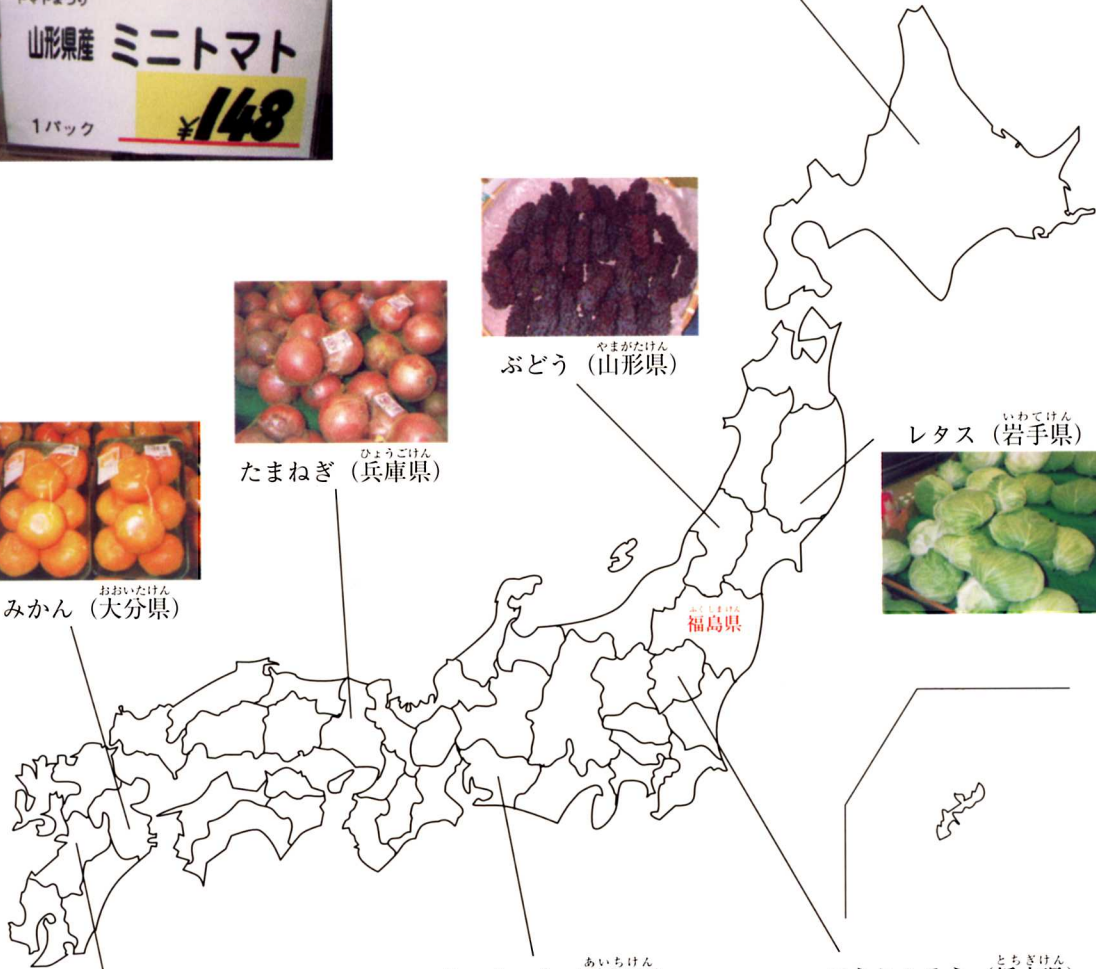 山形県産 ミニトマト
1パック ¥148
やまがたけん
ぶどう（山形県）
いわてけん
レタス（岩手県）
ひょうごけん
たまねぎ（兵庫県）
おおいたけん
みかん（大分県）
ふくしまけん
福島県
あいちけん
とちぎけん